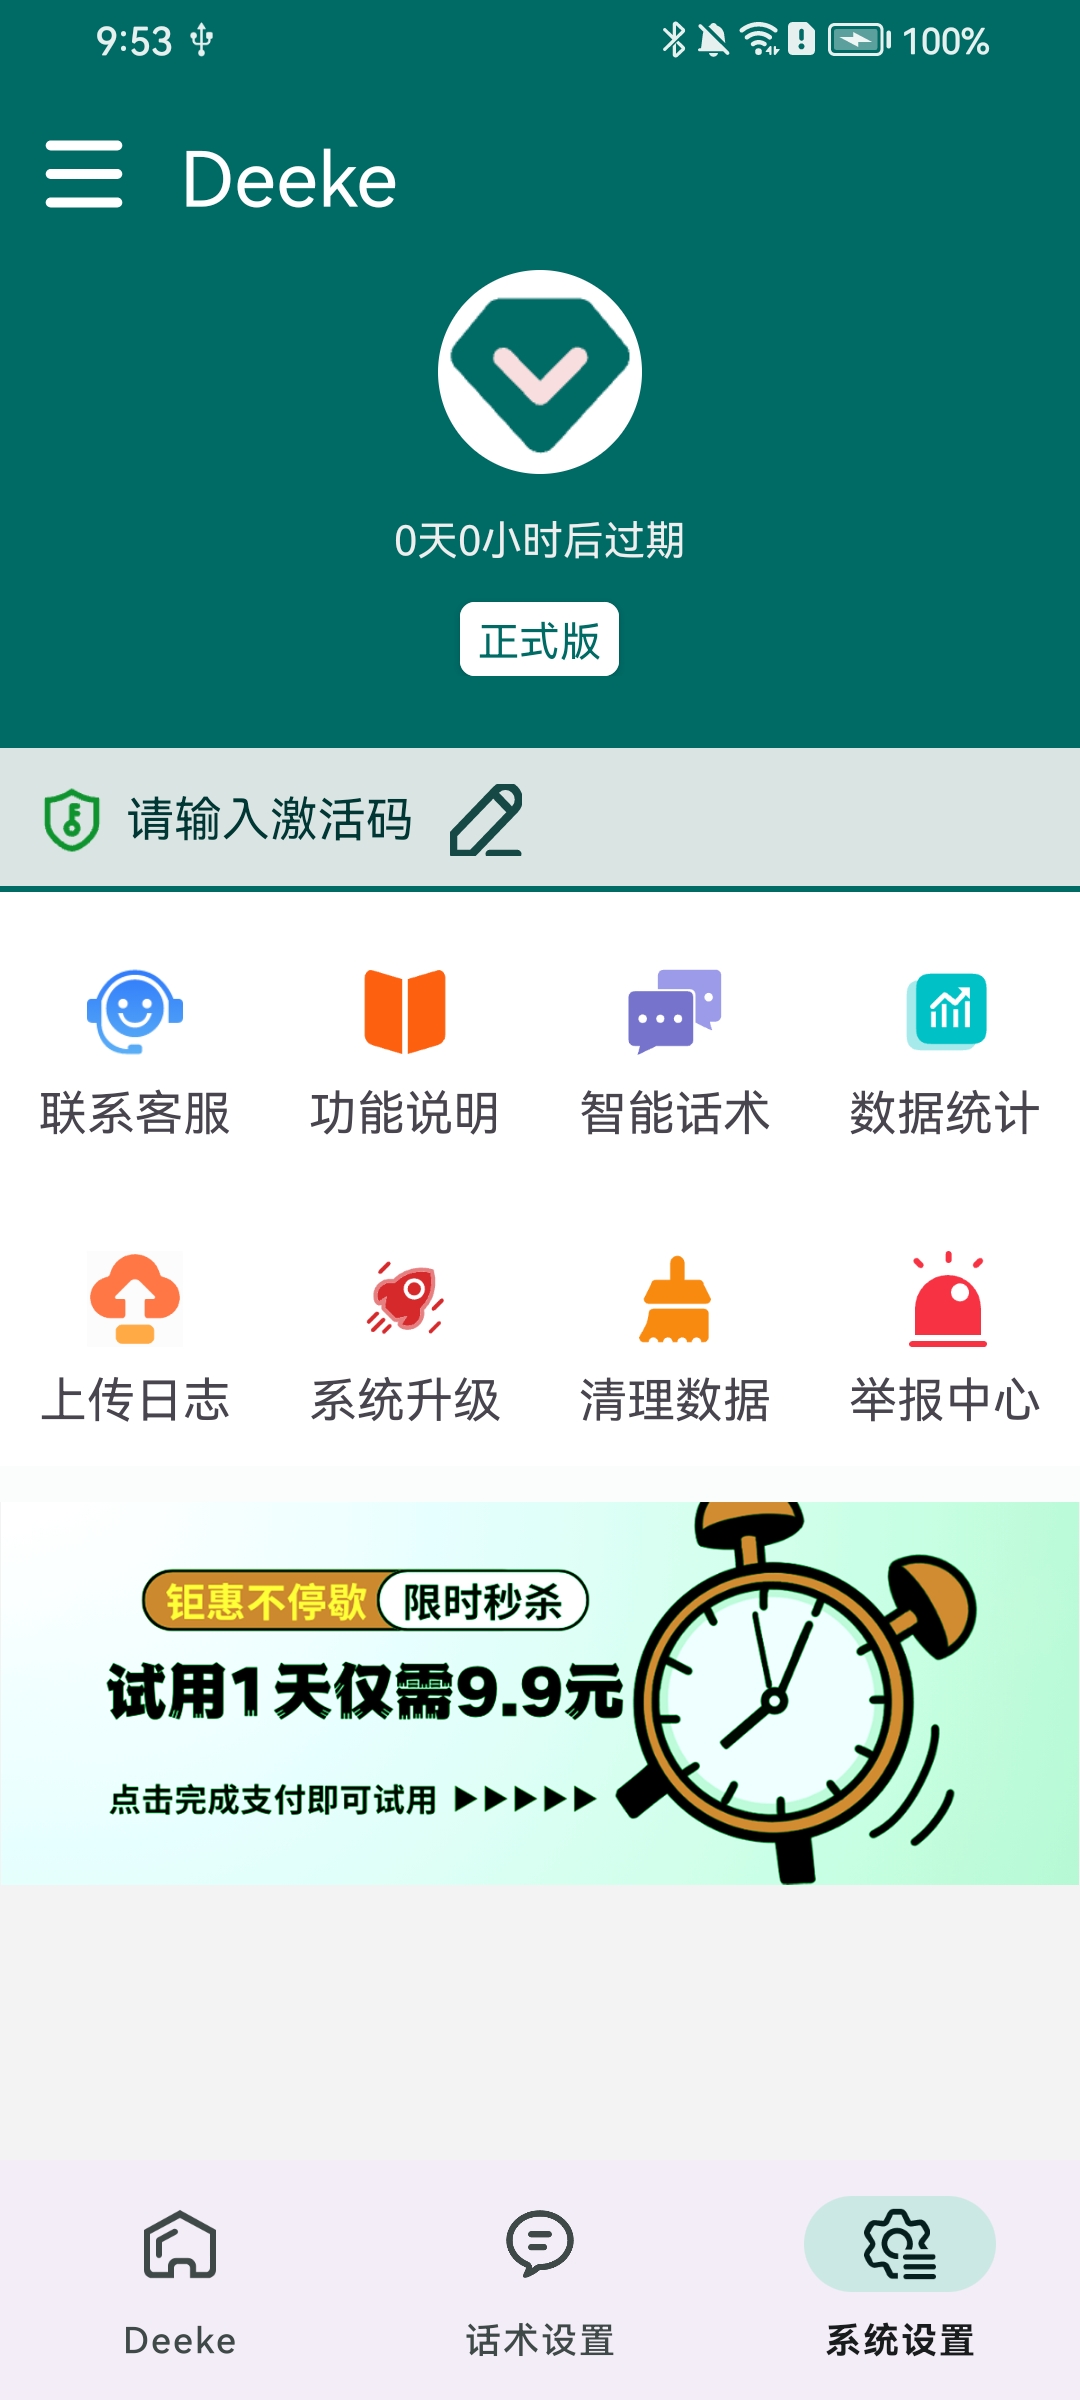 9:53 100%
Deeke
0天0小时后过期
正式版
请输入激活码
联系客服 功能说明 智能话术 数据统计
上传日志 系统升级 清理数据 举报中心
钜惠不停歇 限时秒杀
试用1天仅需9.9元
点击完成支付即可试用 ▶▶▶▶▶
Deeke 话术设置 系统设置